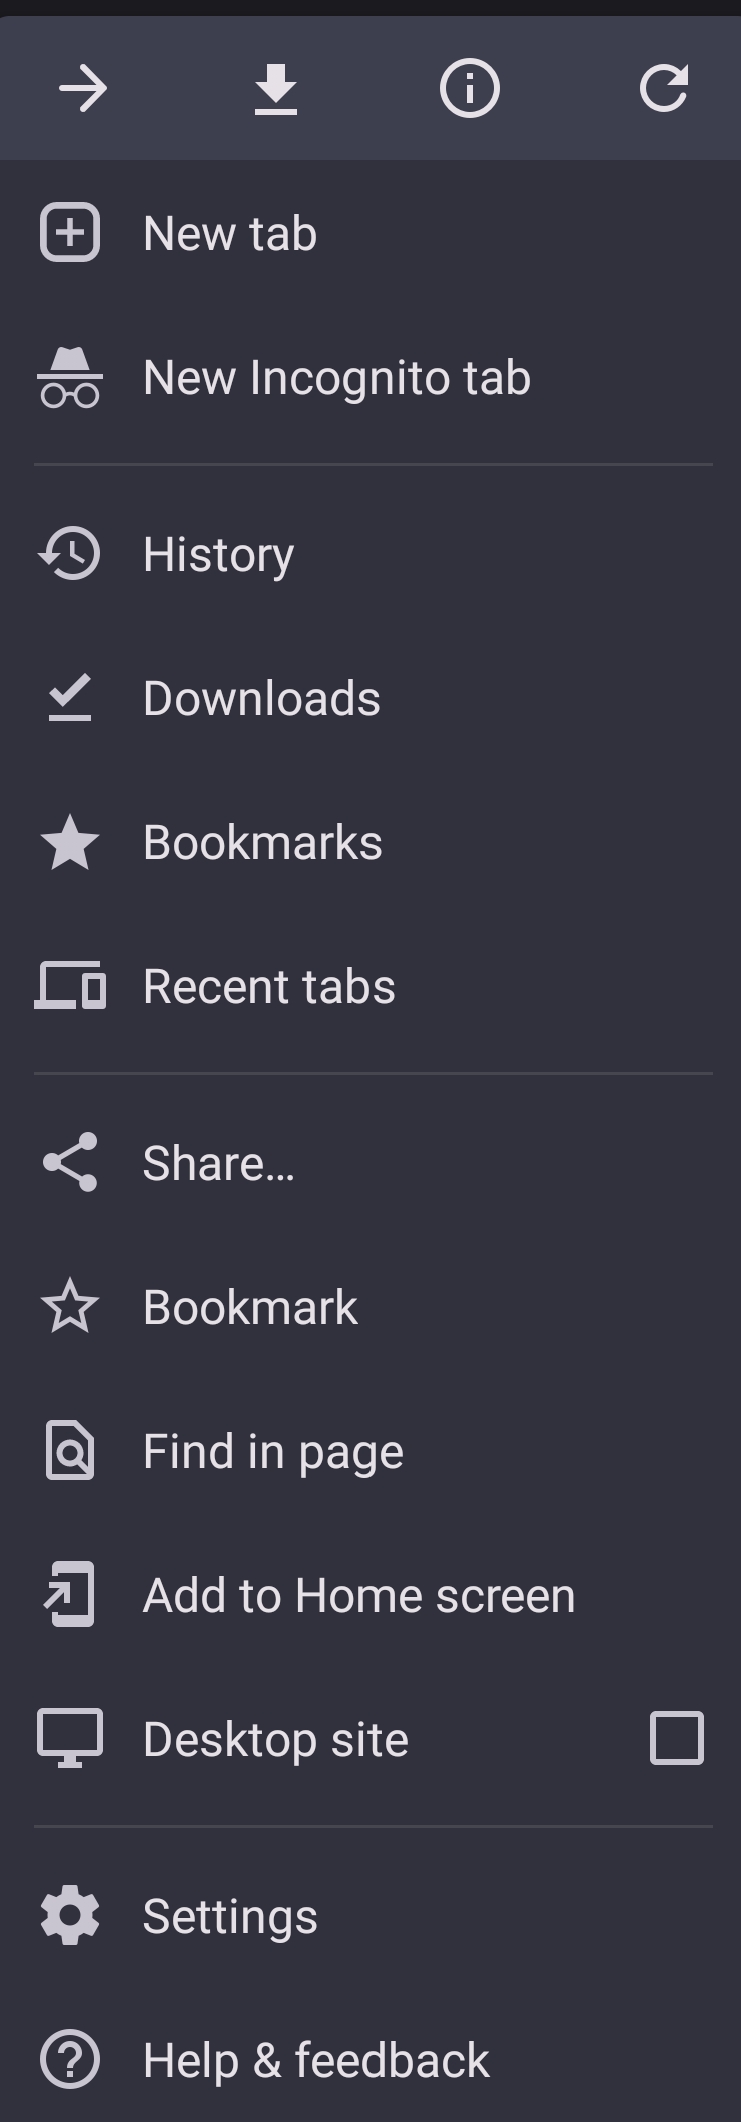 New tab
New Incognito tab
History
Downloads
Bookmarks
Recent tabs
Share…
Bookmark
Find in page
Add to Home screen
Desktop site
Settings
Help & feedback